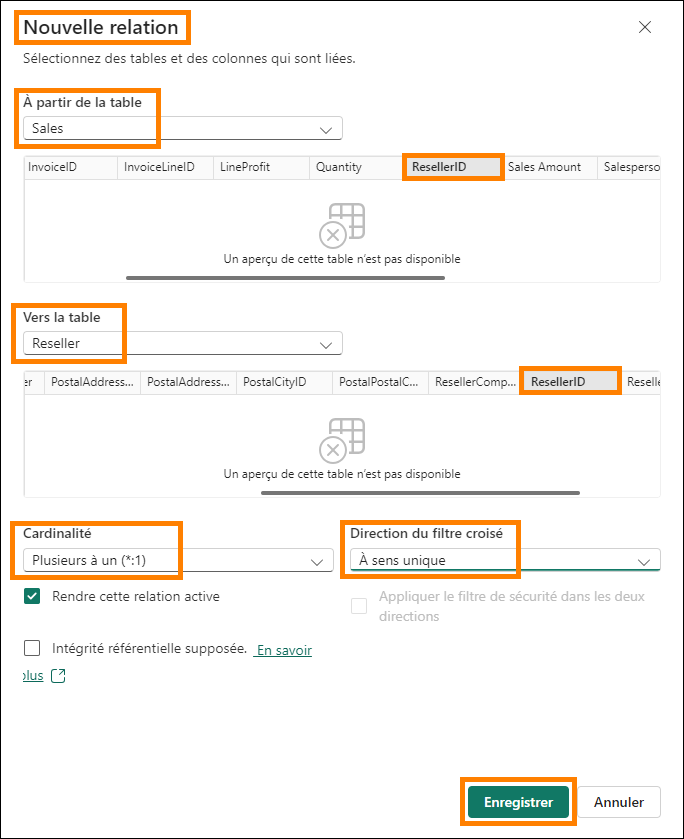 Nouvelle relation
Sélectionnez des tables et des colonnes qui sont liées.
À partir de la table
Sales
InvoiceID InvoiceLineID LineProfit Quantity ResellerID Sales Amount Salesperso
Un aperçu de cette table n’est pas disponible
Vers la table
Reseller
er PostalAddress... PostalAddress... PostalCityID PostalPostalC... ResellerComp... ResellerID Reselle
Un aperçu de cette table n’est pas disponible
Cardinalité Direction du filtre croisé
Plusieurs à un (*:1) À sens unique
Rendre cette relation active Appliquer le filtre de sécurité dans les deux
directions
Intégrité référentielle supposée. En savoir
plus
Enregistrer Annuler